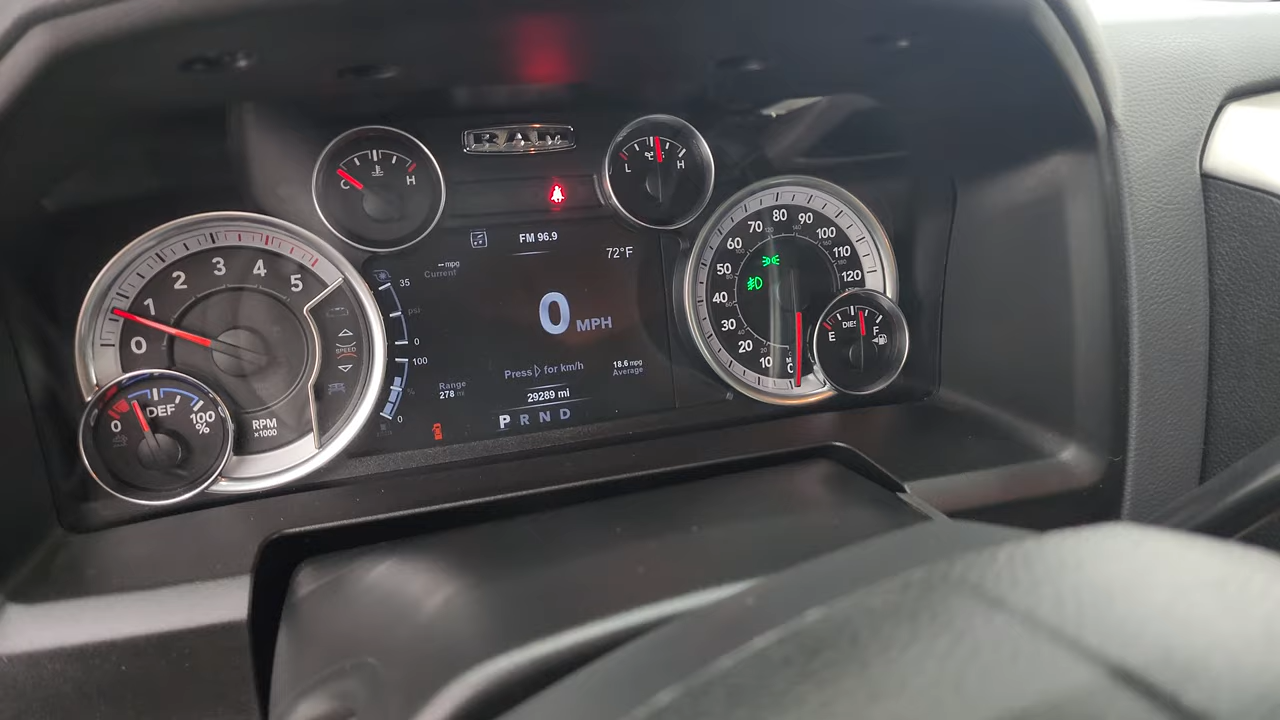 RAM
C H
L H
FM 96.9
72°F
--mpg
Current
35
psi
0
100
%
0
0 MPH
Press ▷ for km/h
18.6 mpg
Average
Range
278 mi
29289 mi
P R N D
0 1 2 3 4 5
SPEED
RPM
x1000
DEF
0 100
%
10 20 30 40 50 60 70 80 90 100 110 120
E DIESEL F